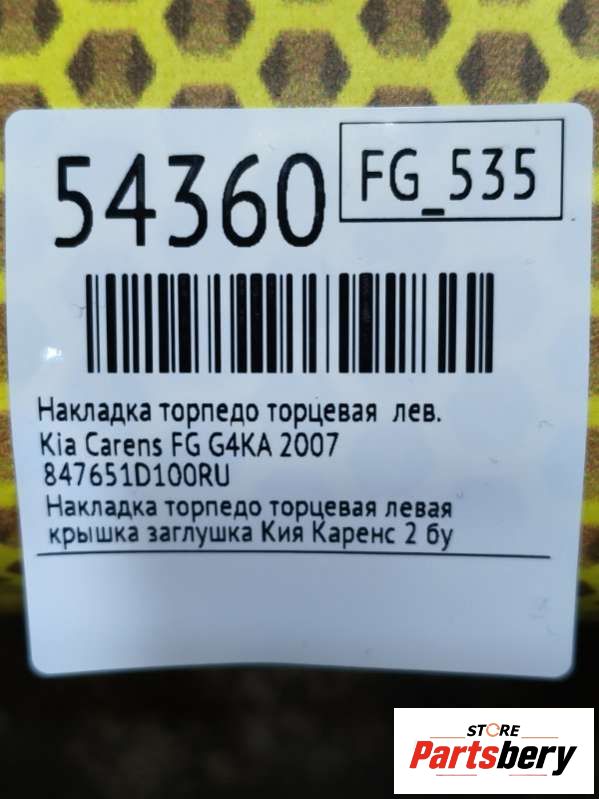 54360
FG_535
Накладка торпедо торцевая лев.
Kia Carens FG G4KA 2007
847651D100RU
Накладка торпедо торцевая левая
крышка заглушка Кия Каренс 2 бу
STORE
Partsbery